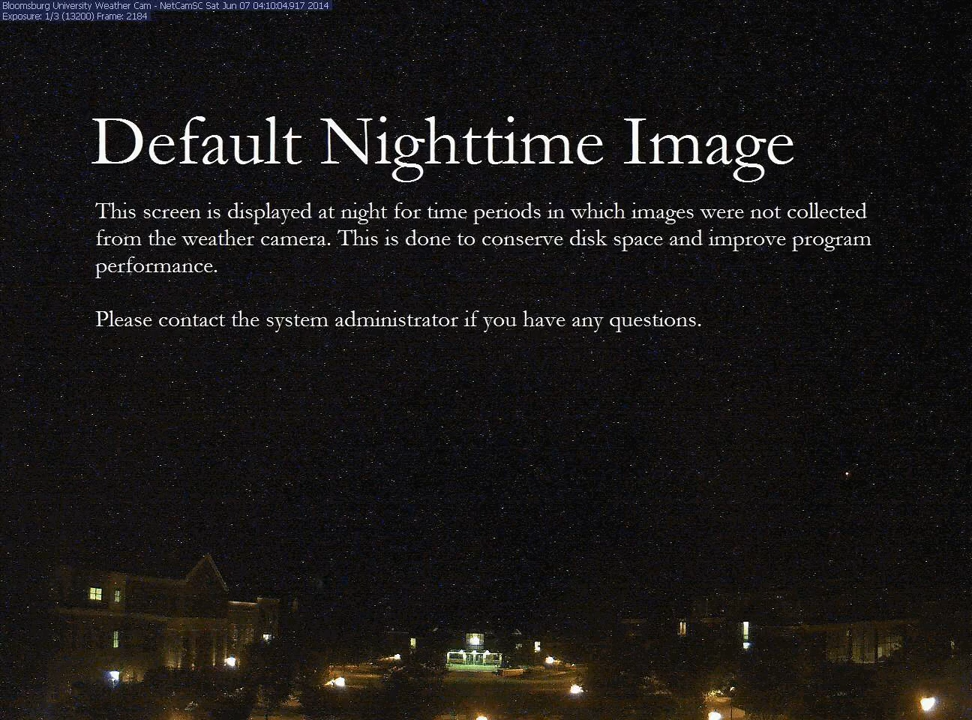 Bloomsburg University Weather Cam - NetCamSC Sat Jun 07 04:10:04.917 2014
Exposure: 1/3 (13200) Frame: 2184
Default Nighttime Image
This screen is displayed at night for time periods in which images were not collected
from the weather camera. This is done to conserve disk space and improve program
performance.
Please contact the system administrator if you have any questions.